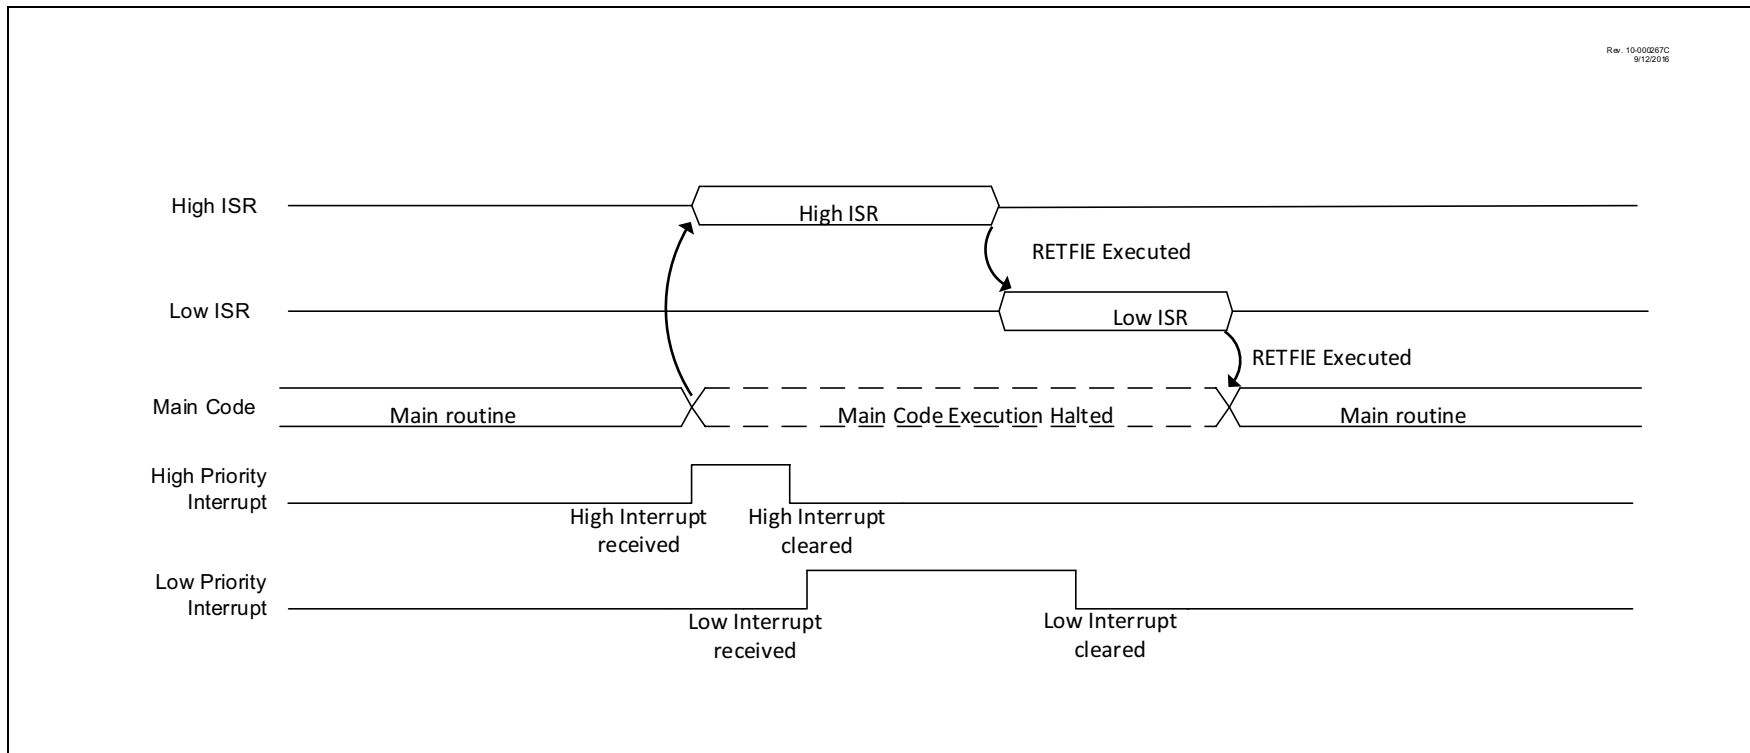 Rev. 10-000267C
9/12/2016
High ISR
High ISR
RETFIE Executed
Low ISR
Low ISR
RETFIE Executed
Main Code
Main routine
Main Code Execution Halted
Main routine
High Priority
Interrupt
High Interrupt
received
High Interrupt
cleared
Low Priority
Interrupt
Low Interrupt
received
Low Interrupt
cleared